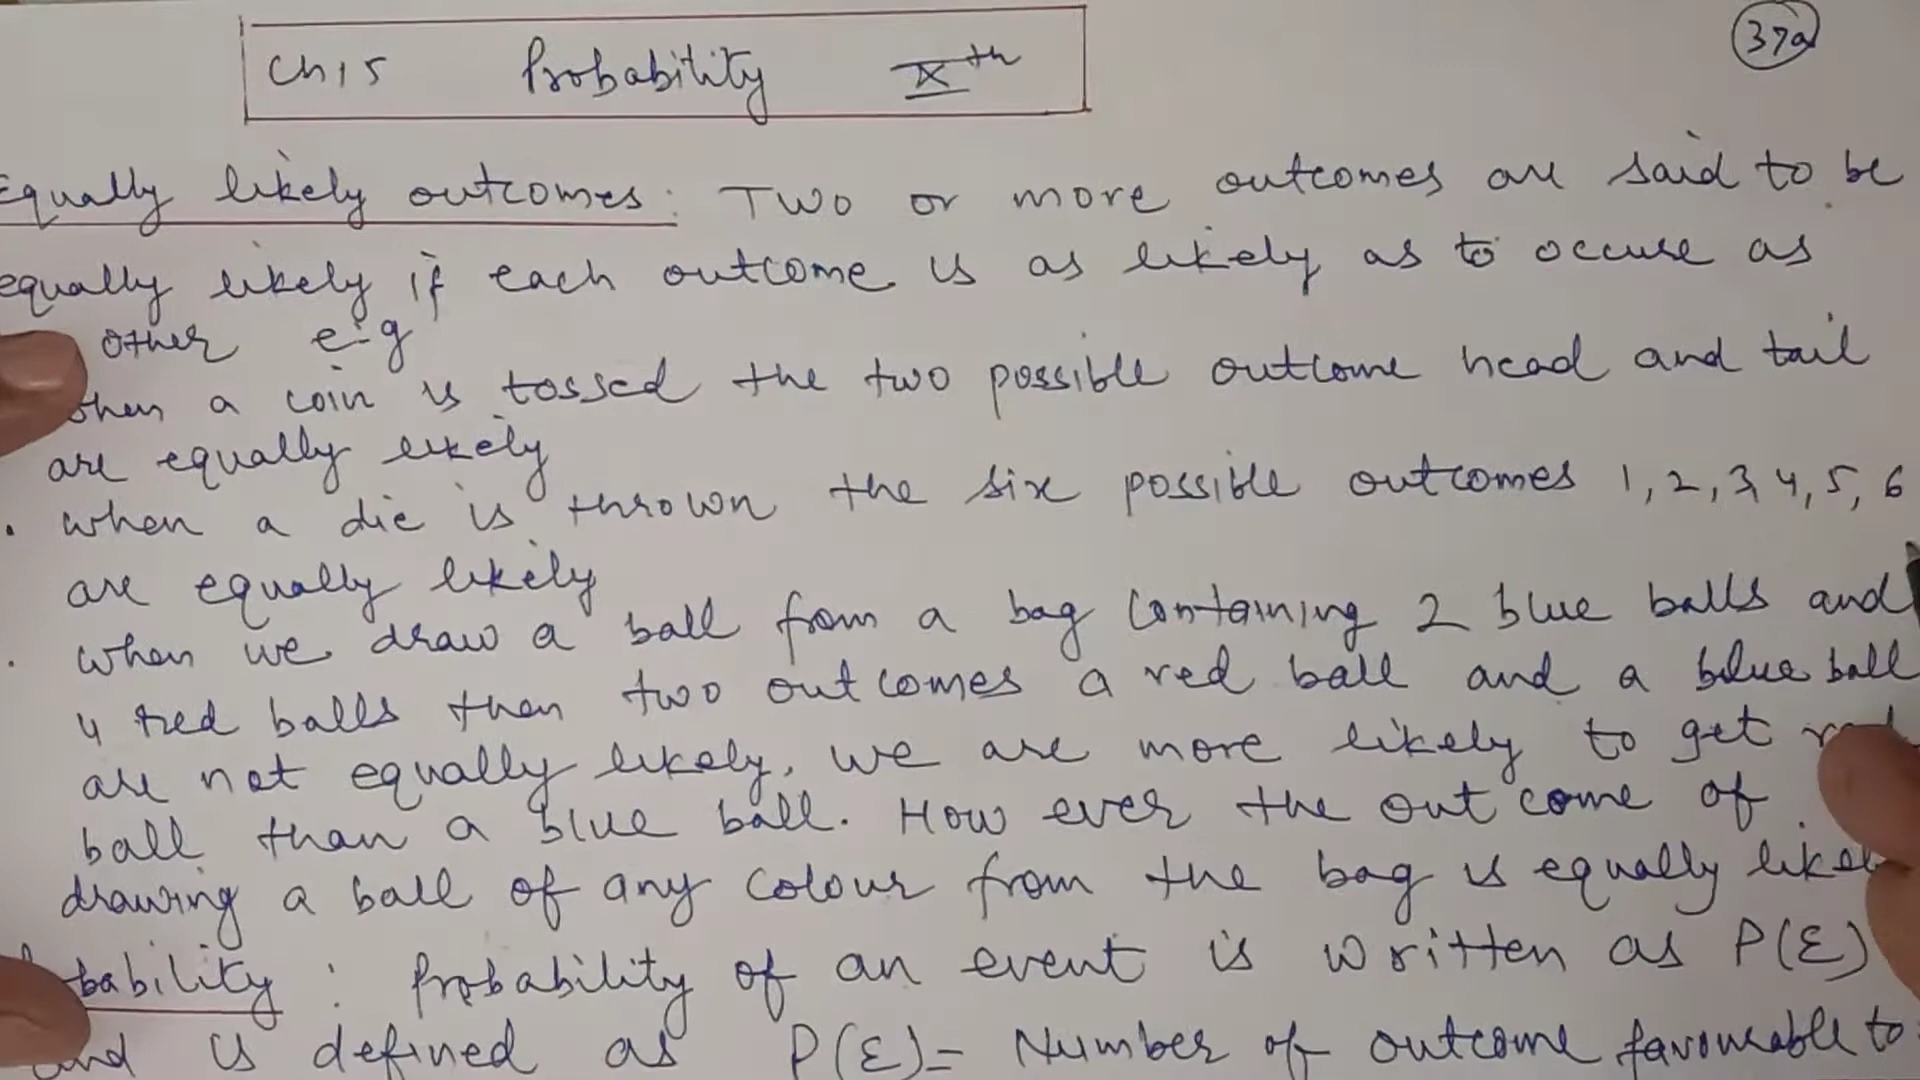 Ch15 Probability Xth
37a
Equally likely outcomes: Two or more outcomes are said to be
equally likely if each outcome is as likely as to occuse as
other e.g
when a coin is tossed the two possible outcome head and tail
are equally likely
. when a die is thrown the six possible outcomes 1, 2, 3, 4, 5, 6
are equally likely
. when we draw a ball from a bag containing 2 blue balls and
4 red balls then two outcomes a red ball and a blue ball
are not equally likely, we are more likely to get
ball than a blue ball. How ever the out come of
drawing a ball of any colour from the bag is equally likel
bability : Probability of an event is written as P(E)
and is defined as P(E) = Number of outcome favourable to